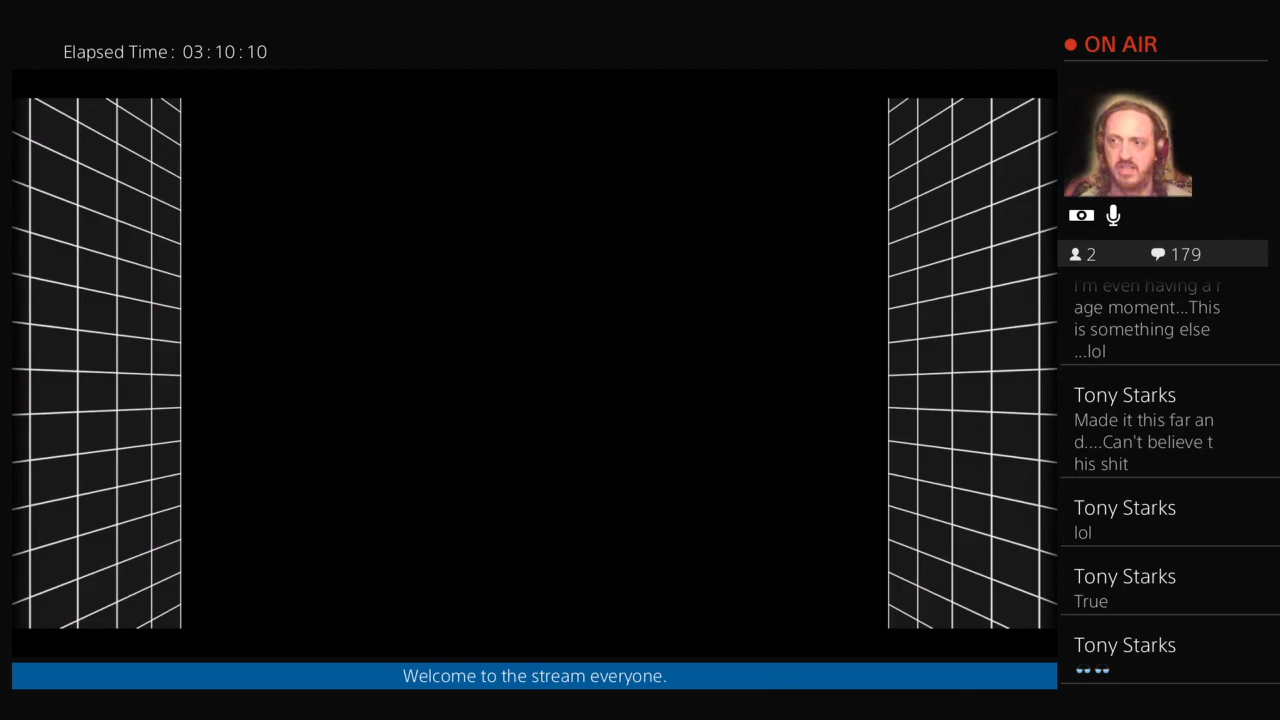 Elapsed Time: 03:10:10
ON AIR
2 179
I'm even having a r
age moment...This
is something else
...lol
Tony Starks
Made it this far an
d....Can't believe t
his shit
Tony Starks
lol
Tony Starks
True
Tony Starks
🕶️🕶️
Welcome to the stream everyone.